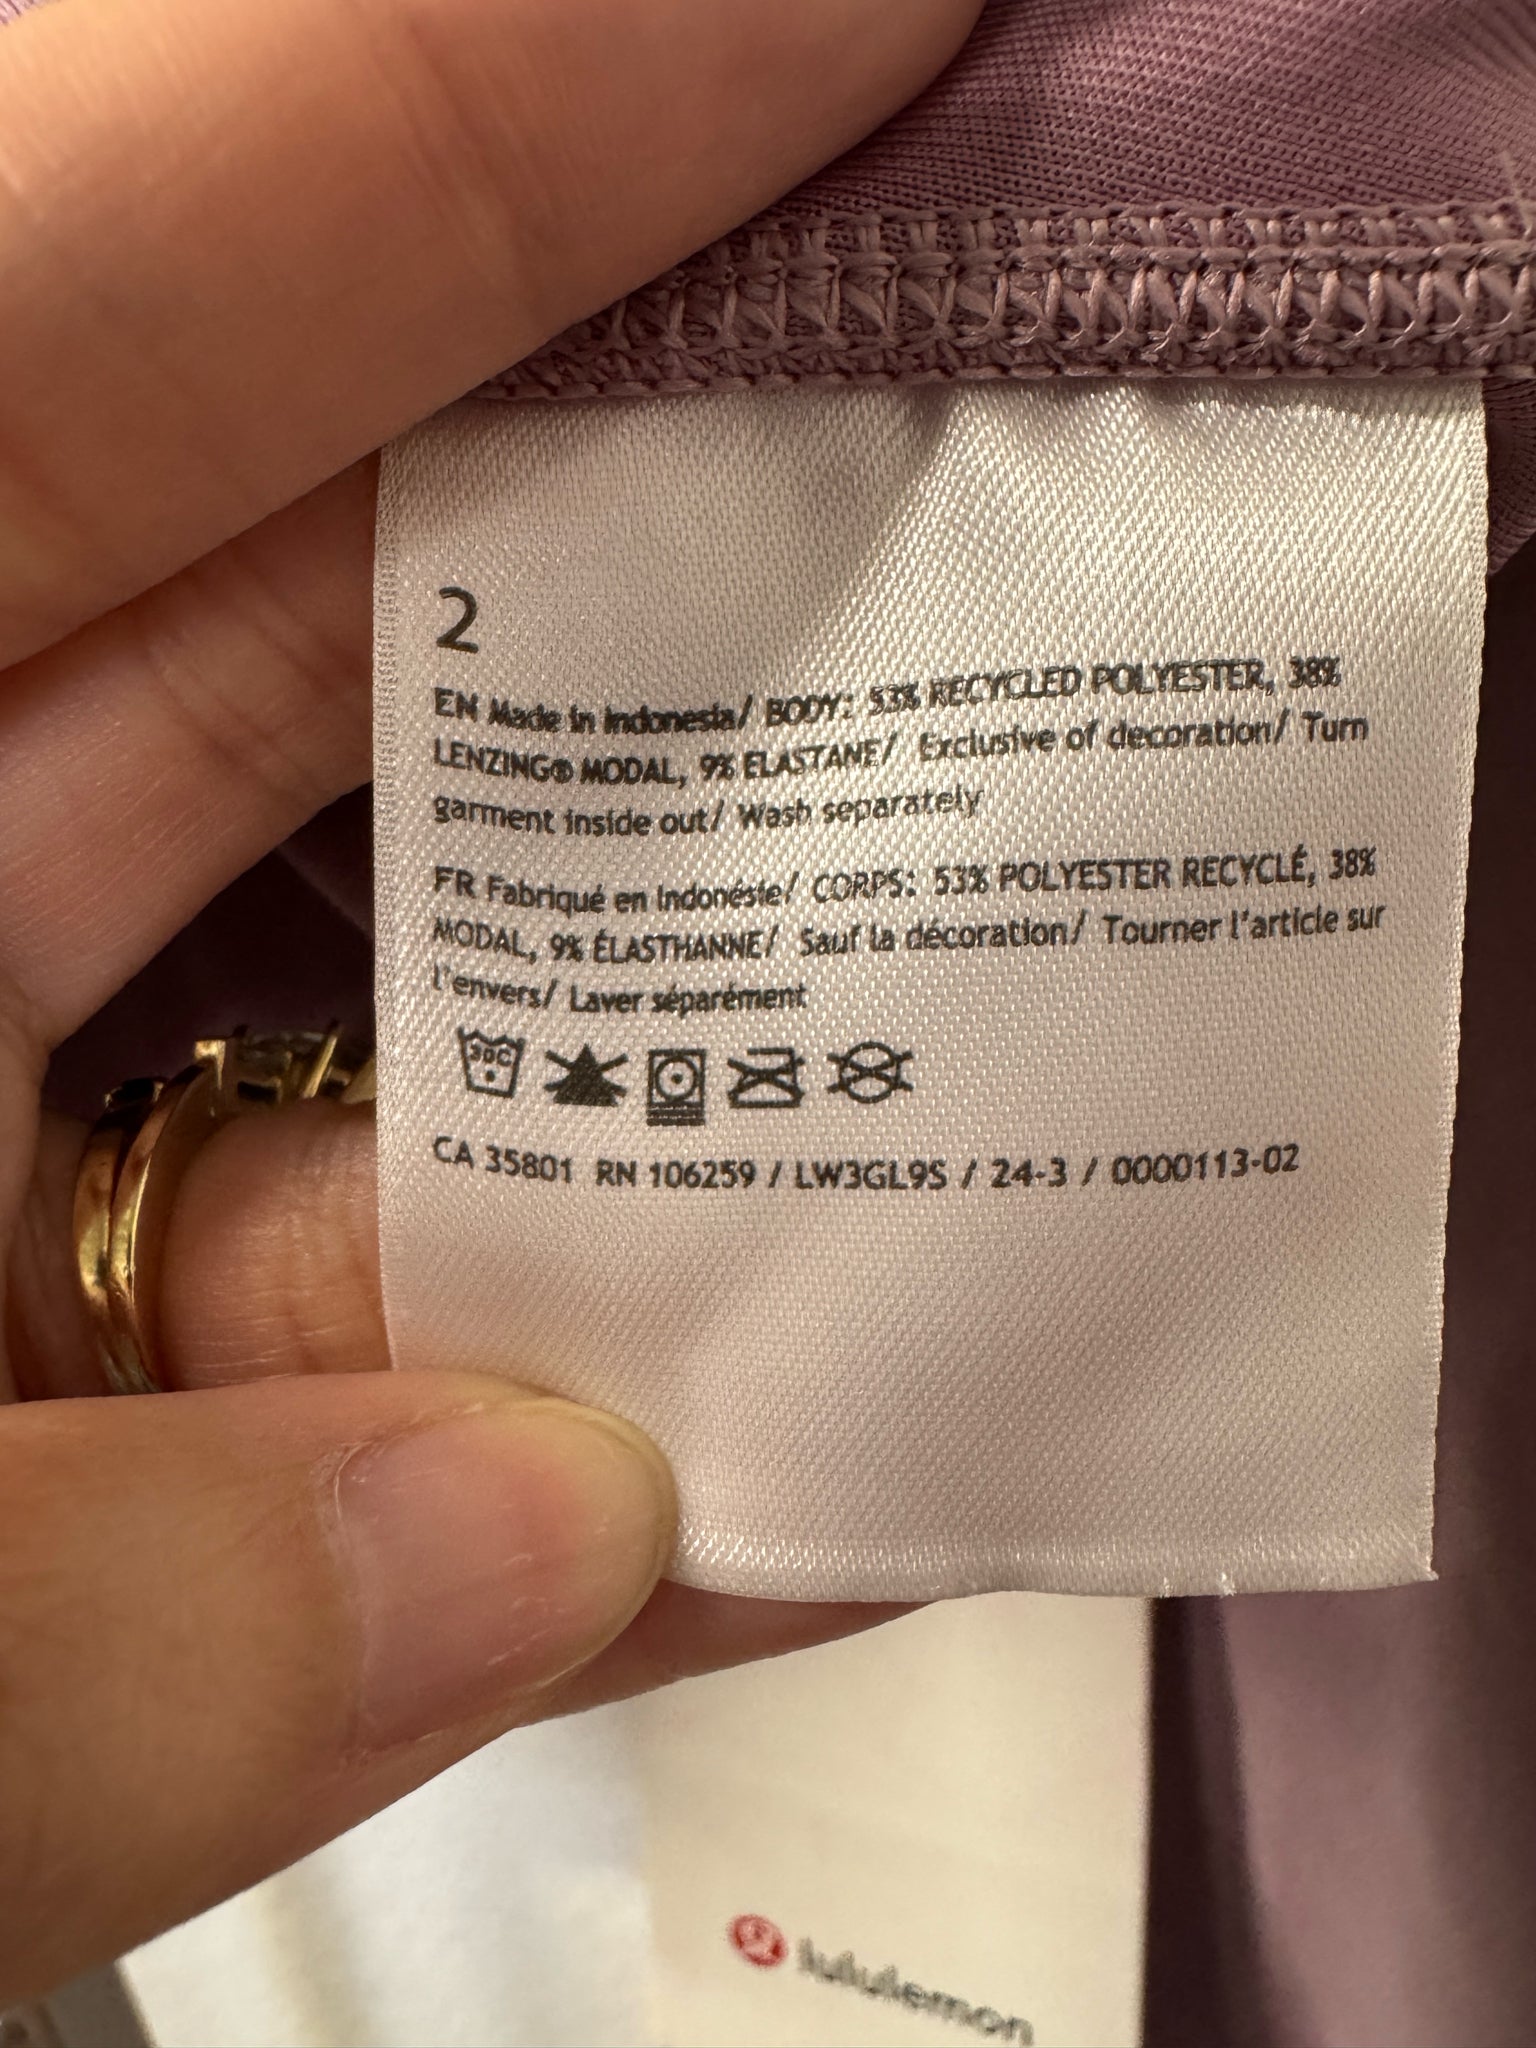 2
EN Made in Indonesia/ BODY: 53% RECYCLED POLYESTER, 38%
LENZING® MODAL, 9% ELASTANE/ Exclusive of decoration/ Turn
garment inside out/ Wash separately
FR Fabriqué en Indonésie/ CORPS: 53% POLYESTER RECYCLÉ, 38%
MODAL, 9% ÉLASTHANNE/ Sauf la décoration/ Tourner l'article sur
l'envers/ Laver séparément
30C
CA 35801 RN 106259 / LW3GL9S / 24-3 / 0000113-02
lululemon